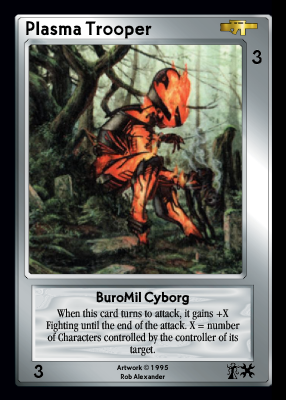 Plasma Trooper
3
BuroMil Cyborg
When this card turns to attack, it gains +X
Fighting until the end of the attack. X = number
of Characters controlled by the controller of its
target.
Artwork © 1995
Rob Alexander
3